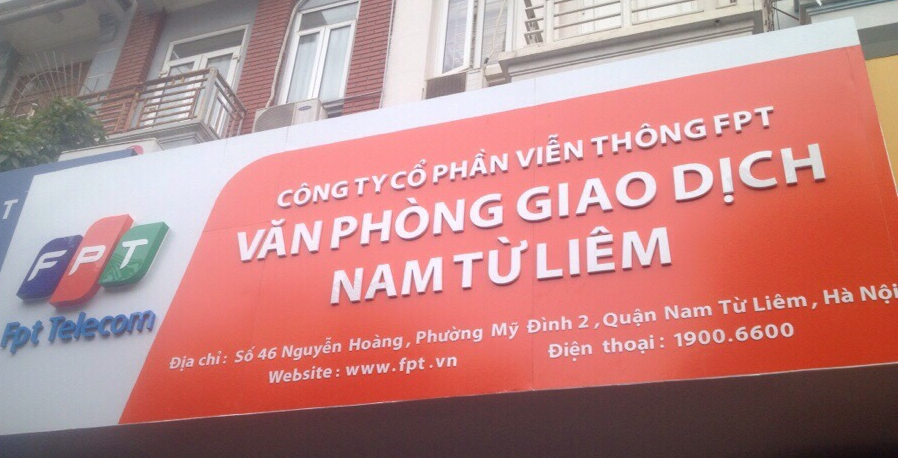 T
FPT
Fpt Telecom
CÔNG TY CỔ PHẦN VIỄN THÔNG FPT
VĂN PHÒNG GIAO DỊCH
NAM TỪ LIÊM
Địa chỉ : Số 46 Nguyễn Hoàng , Phường Mỹ Đình 2 , Quận Nam Từ Liêm , Hà Nội
Website : www.fpt.vn Điện thoại : 1900.6600